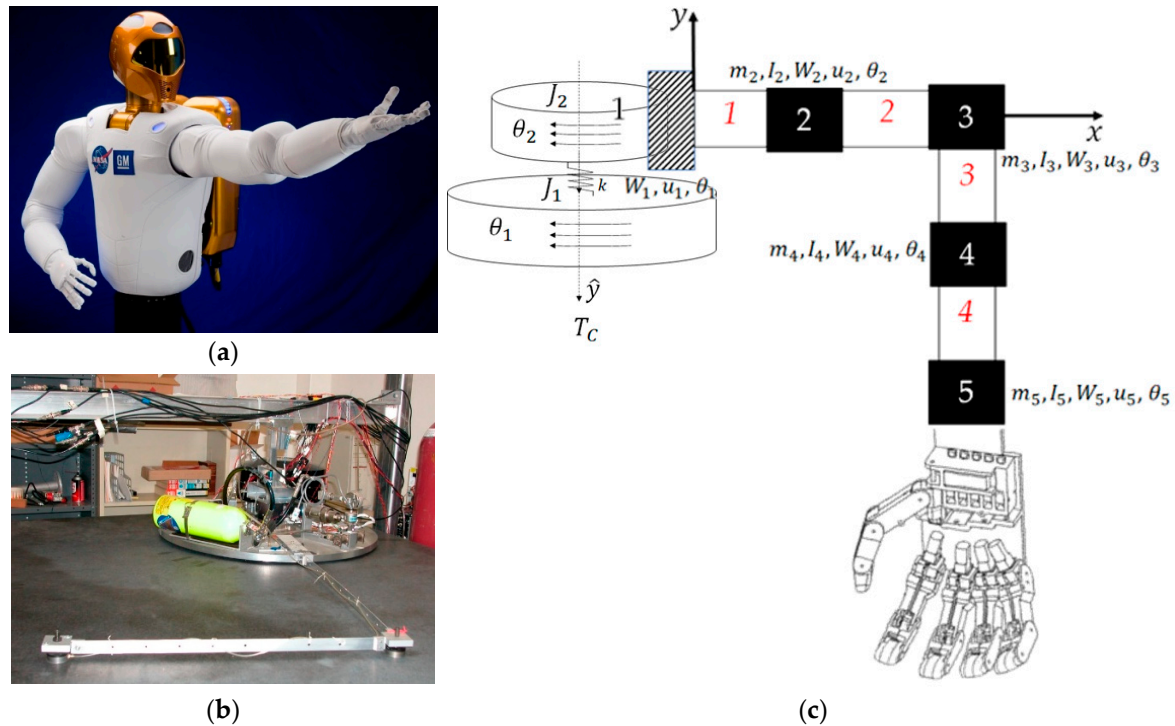 NASA
GM
(a)
(b)
y
m₂, I₂, W₂, u₂, θ₂
J₂
θ₂
1
1
2
2
3
x
J₁
k
W₁, u₁, θ₁
3
m₃, I₃, W₃, u₃, θ₃
θ₁
m₄, I₄, W₄, u₄, θ₄
4
ŷ
T_C
4
5
m₅, I₅, W₅, u₅, θ₅
(c)